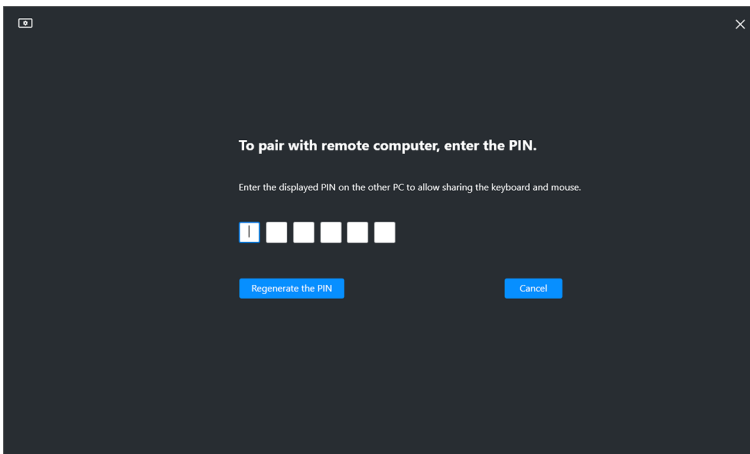 To pair with remote computer, enter the PIN.
Enter the displayed PIN on the other PC to allow sharing the keyboard and mouse.
Regenerate the PIN
Cancel